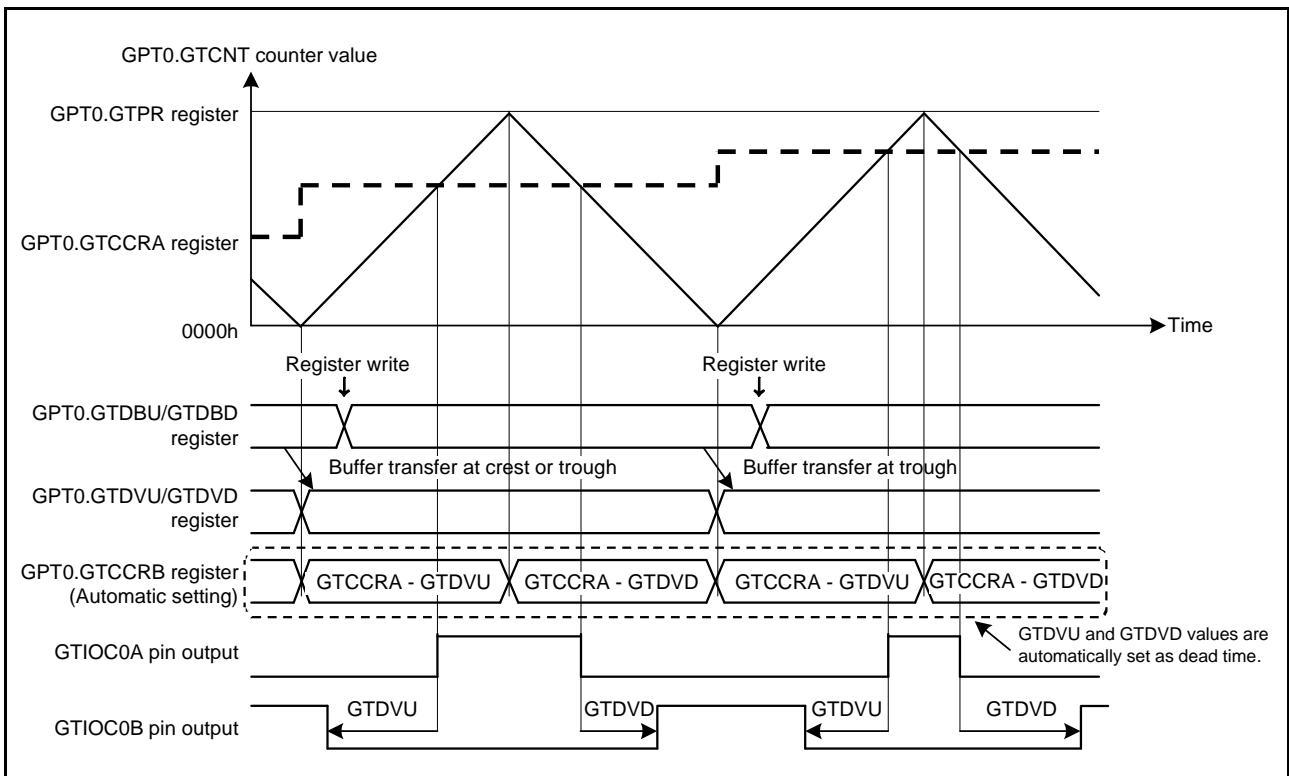 GPT0.GTCNT counter value
GPT0.GTPR register
GPT0.GTCCRA register
0000h
Time
Register write
Register write
GPT0.GTDBU/GTDBD
register
Buffer transfer at crest or trough
Buffer transfer at trough
GPT0.GTDVU/GTDVD
register
GPT0.GTCCRB register
(Automatic setting)
GTCCRA - GTDVU
GTCCRA - GTDVD
GTCCRA - GTDVU
GTCCRA - GTDVD
GTDVU and GTDVD values are
automatically set as dead time.
GTIOC0A pin output
GTDVU
GTDVD
GTDVU
GTDVD
GTIOC0B pin output